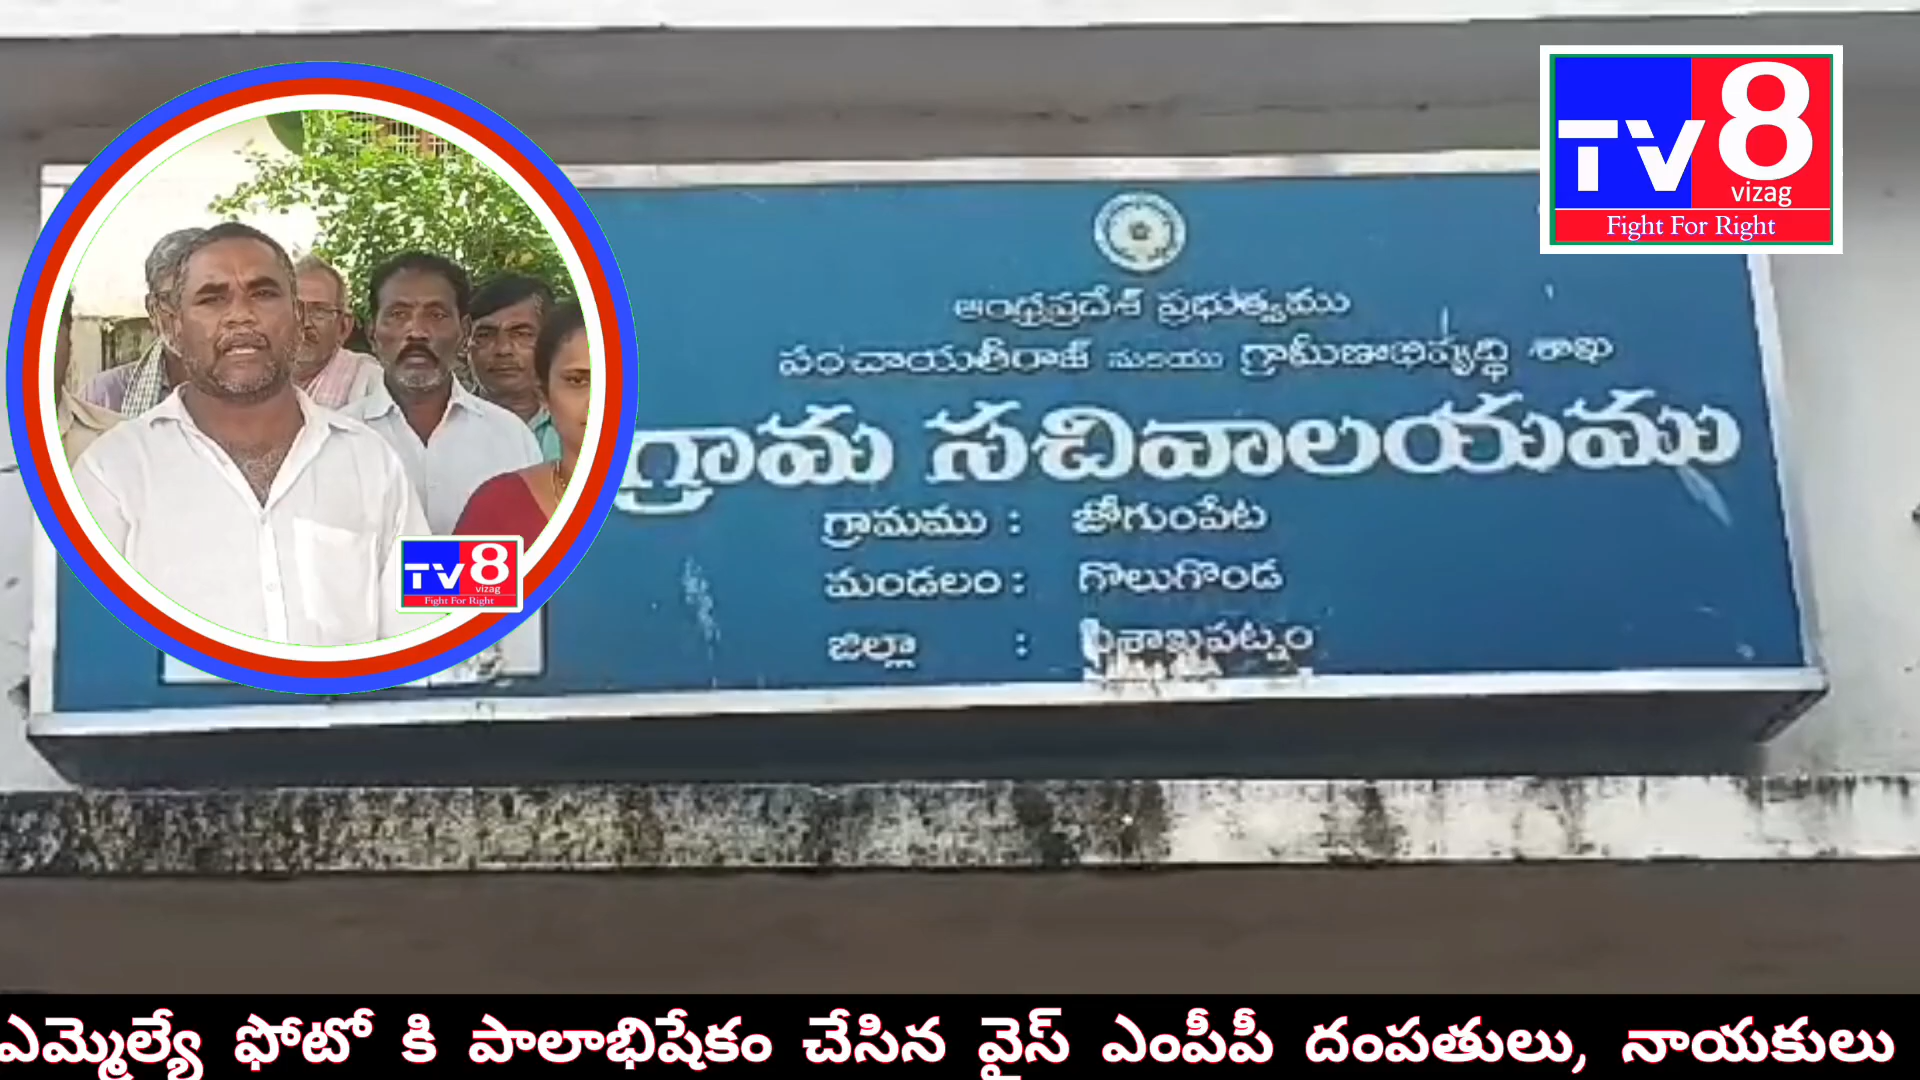 TV8
vizag
Fight For Right
ఆంధ్రప్రదేశ్ ప్రభుత్వము
పంచాయతీరాజ్ మరియు గ్రామీణాభివృద్ధి శాఖ
గ్రామ సచివాలయము
గ్రామము : జోగుంపేట
మండలం : గొలుగొండ
జిల్లా : విశాఖపట్నం
TV8
vizag
Fight For Right
ఎమ్మెల్యే ఫోటో కి పాలాభిషేకం చేసిన వైస్ ఎంపీపీ దంపతులు, నాయకులు